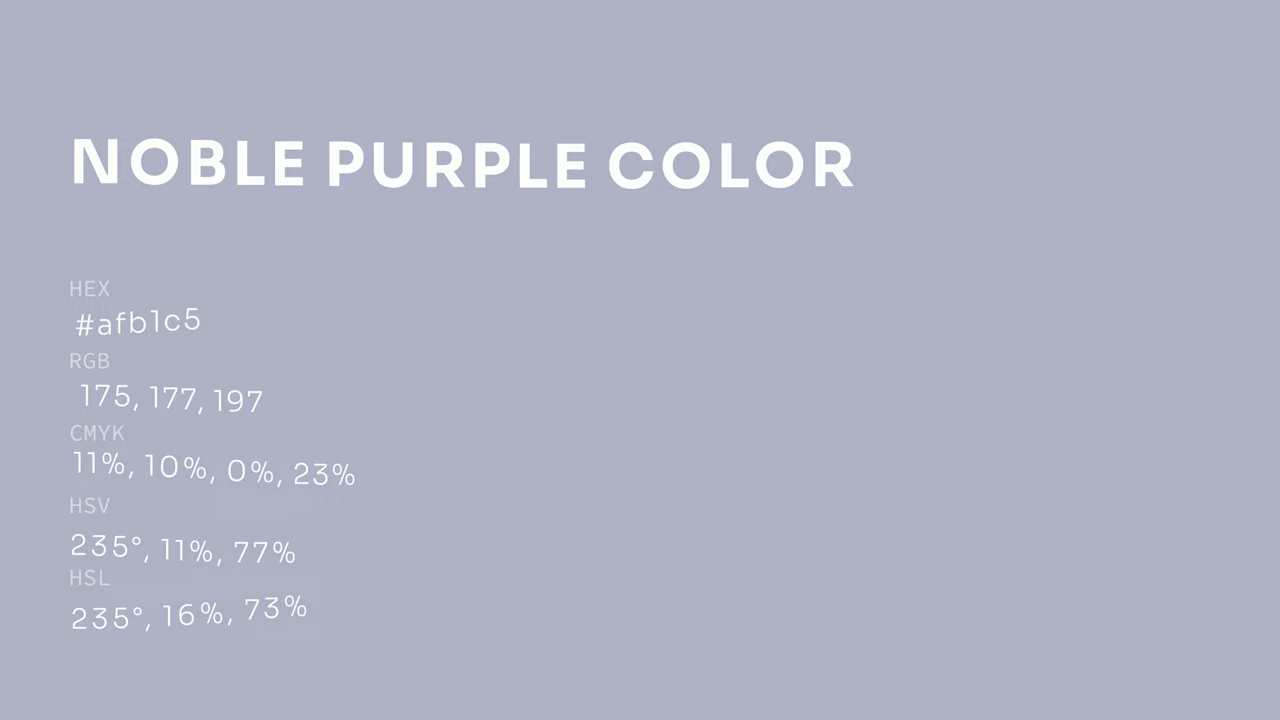 NOBLE PURPLE COLOR
HEX
#afb1c5
RGB
175, 177, 197
CMYK
11%, 10%, 0%, 23%
HSV
235°, 11%, 77%
HSL
235°, 16%, 73%